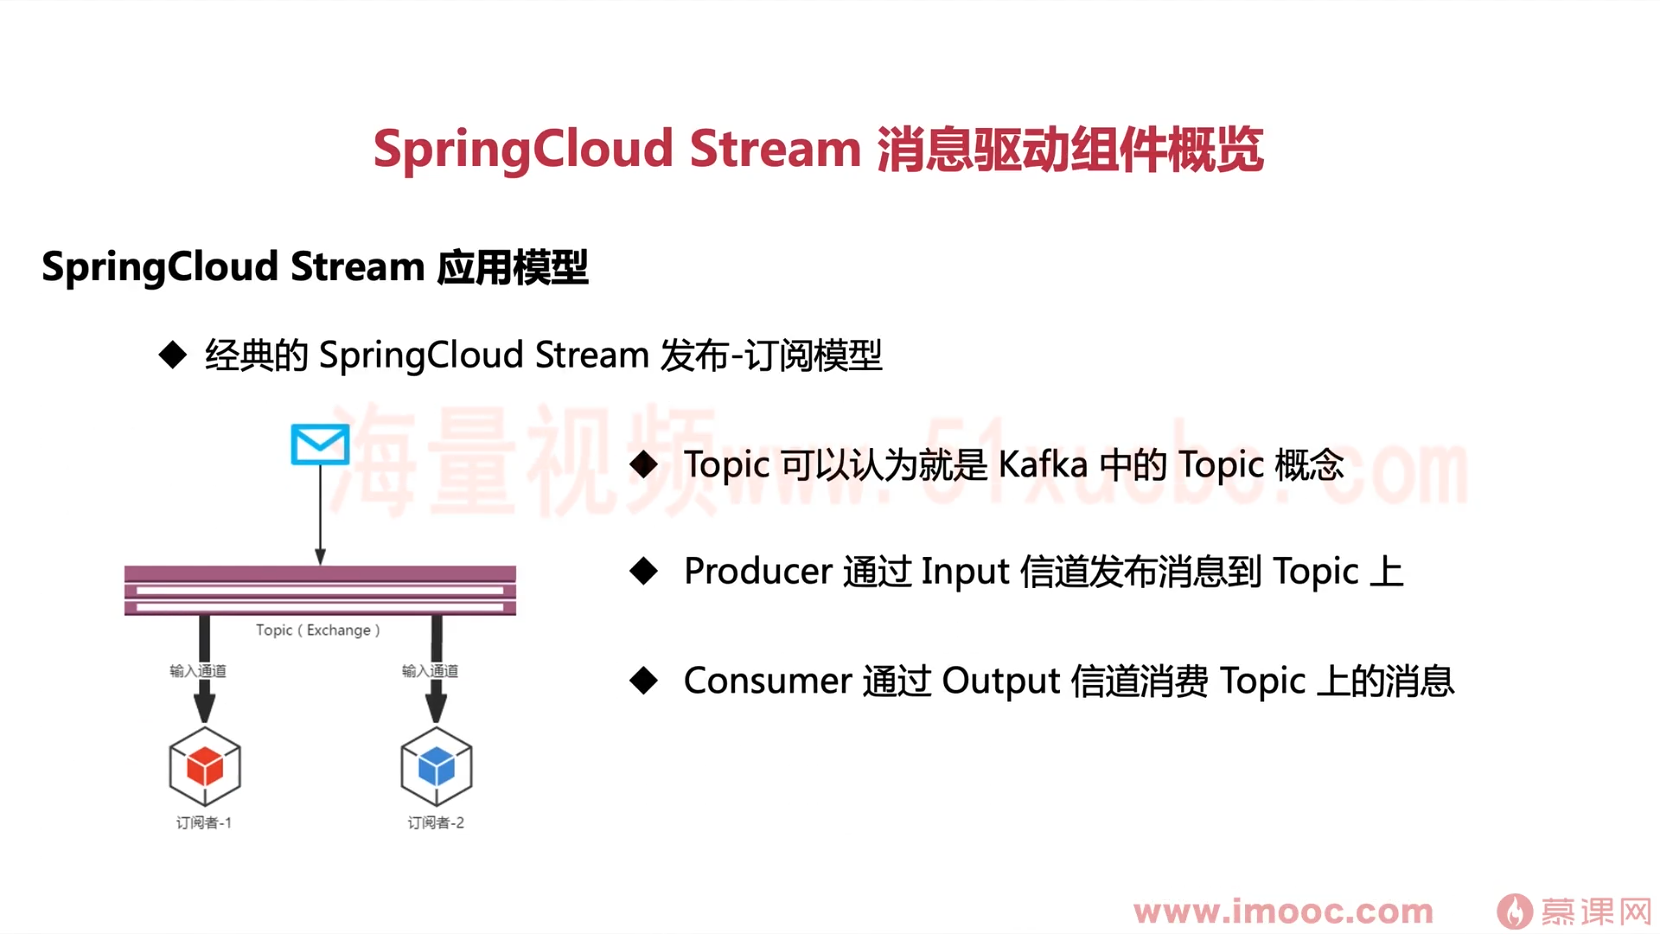 SpringCloud Stream 消息驱动组件概览
SpringCloud Stream 应用模型
经典的 SpringCloud Stream 发布-订阅模型
海量视频www.51xuebc.com
Topic 可以认为就是 Kafka 中的 Topic 概念
Producer 通过 Input 信道发布消息到 Topic 上
Consumer 通过 Output 信道消费 Topic 上的消息
Topic ( Exchange )
输入通道
输入通道
订阅者-1
订阅者-2
www.imooc.com
慕课网